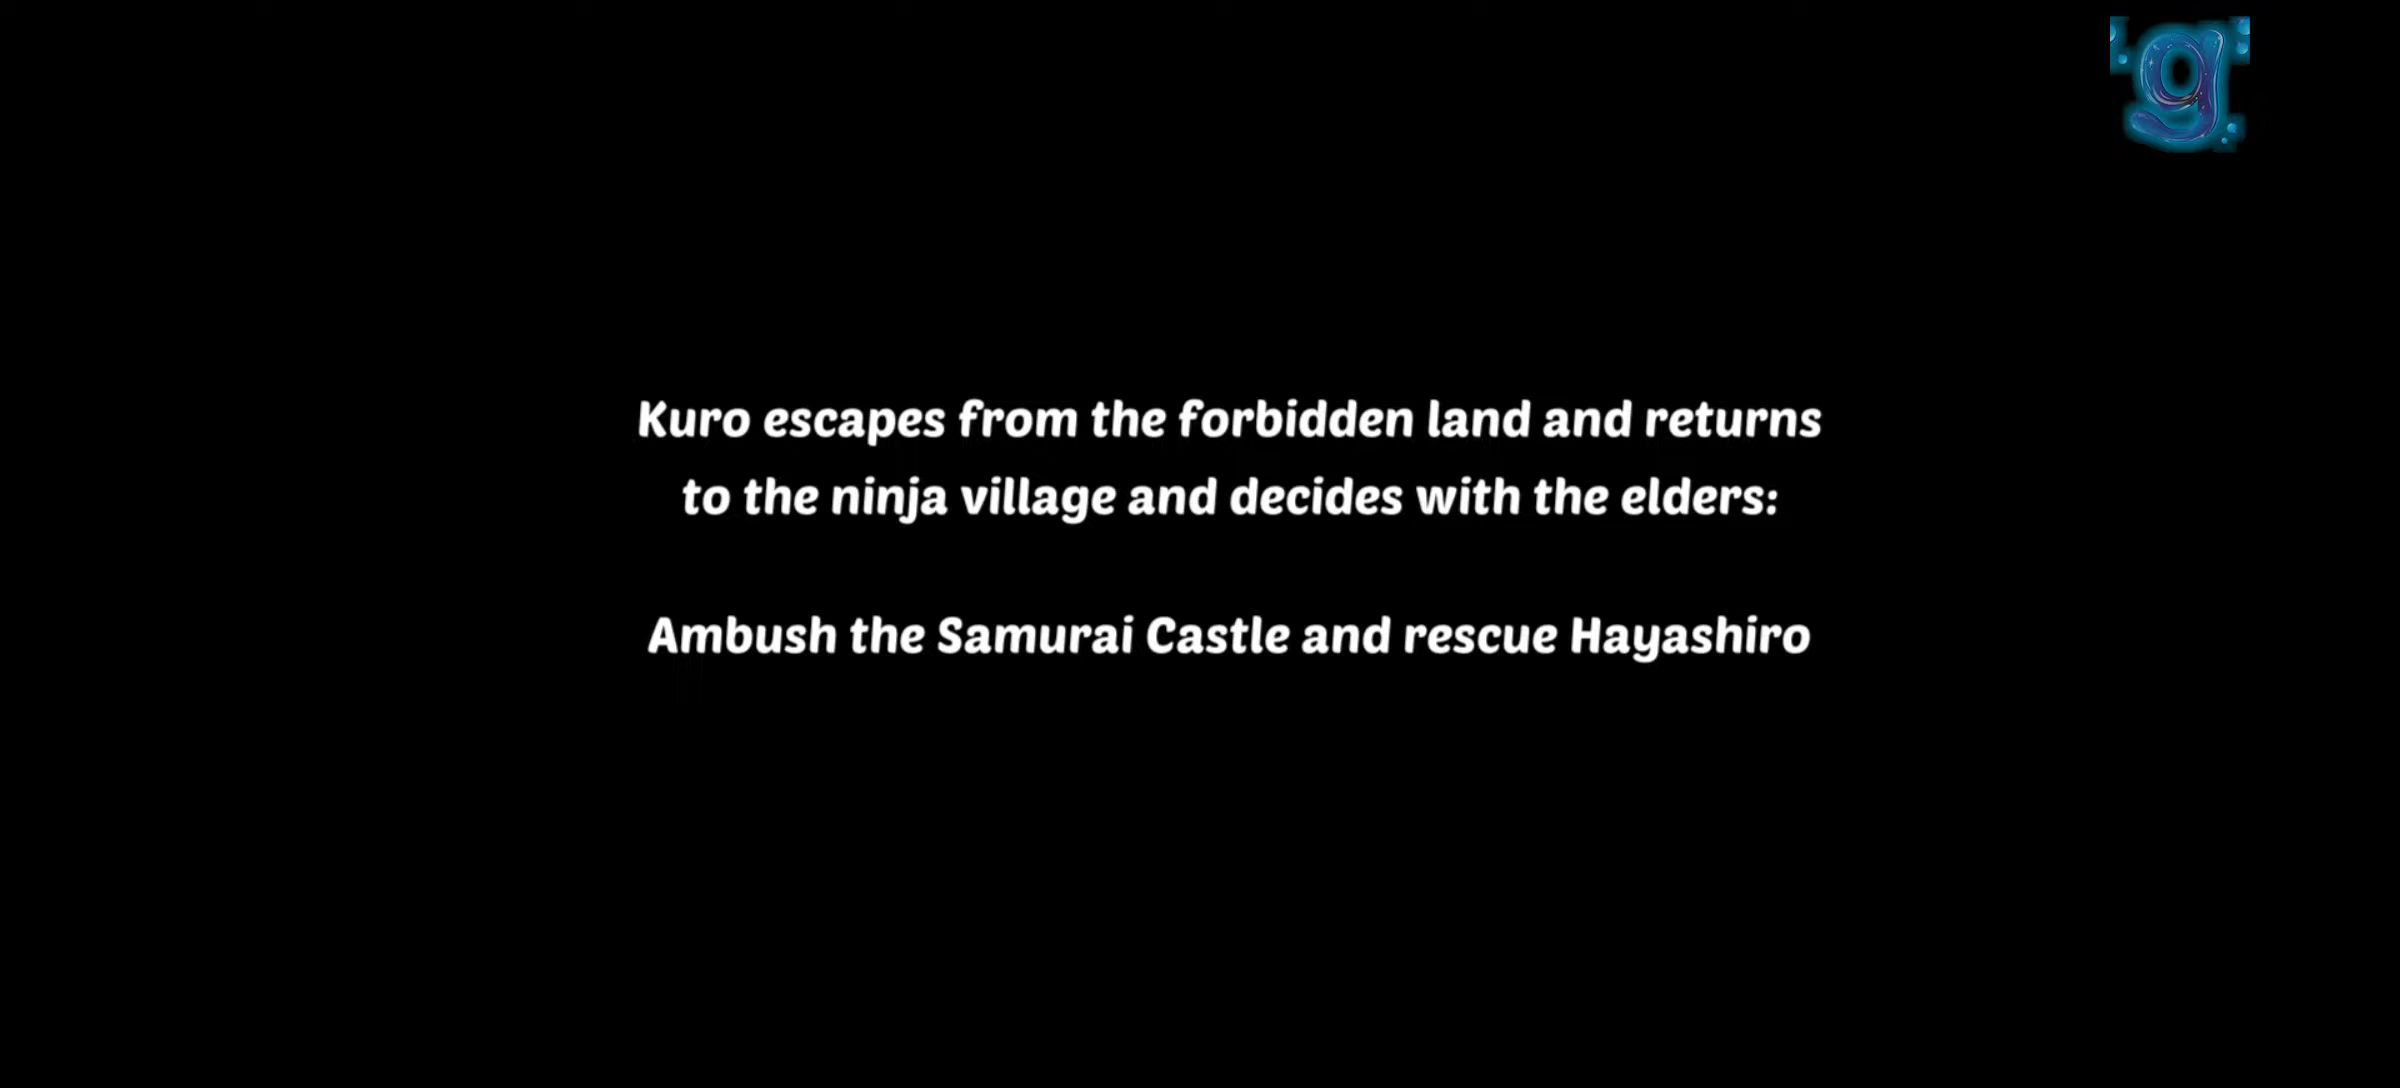 g
Kuro escapes from the forbidden land and returns
to the ninja village and decides with the elders:
Ambush the Samurai Castle and rescue Hayashiro